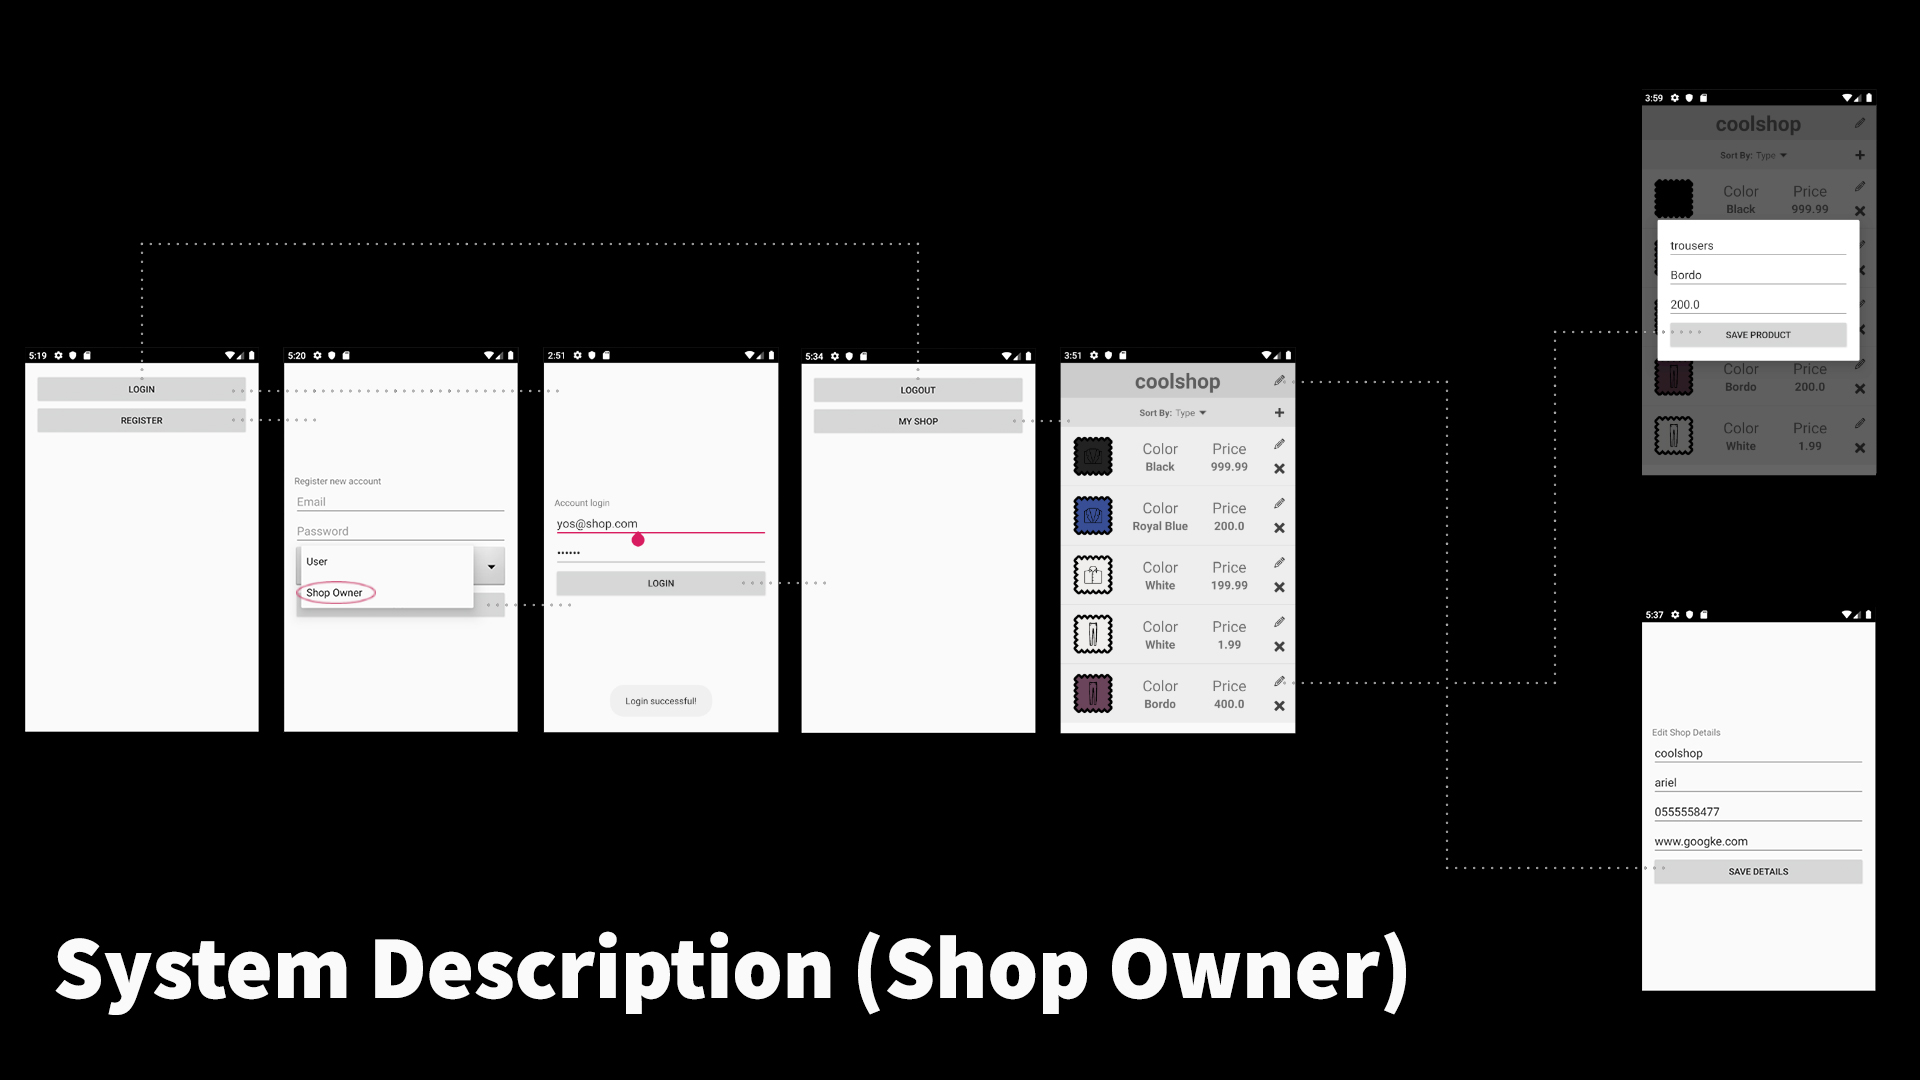 5:19
LOGIN
REGISTER
5:20
Register new account
Email
Password
User
Shop Owner
2:51
Account login
yos@shop.com
••••••
LOGIN
Login successful!
5:34
LOGOUT
MY SHOP
3:51
coolshop
Sort By: Type
Color Price
Black 999.99
Color Price
Royal Blue 200.0
Color Price
White 199.99
Color Price
White 1.99
Color Price
Bordo 400.0
3:59
coolshop
Sort By: Type
Color Price
Black 999.99
trousers
Bordo
200.0
SAVE PRODUCT
Color Price
Bordo 200.0
Color Price
White 1.99
5:37
Edit Shop Details
coolshop
ariel
0555558477
www.googke.com
SAVE DETAILS
System Description (Shop Owner)